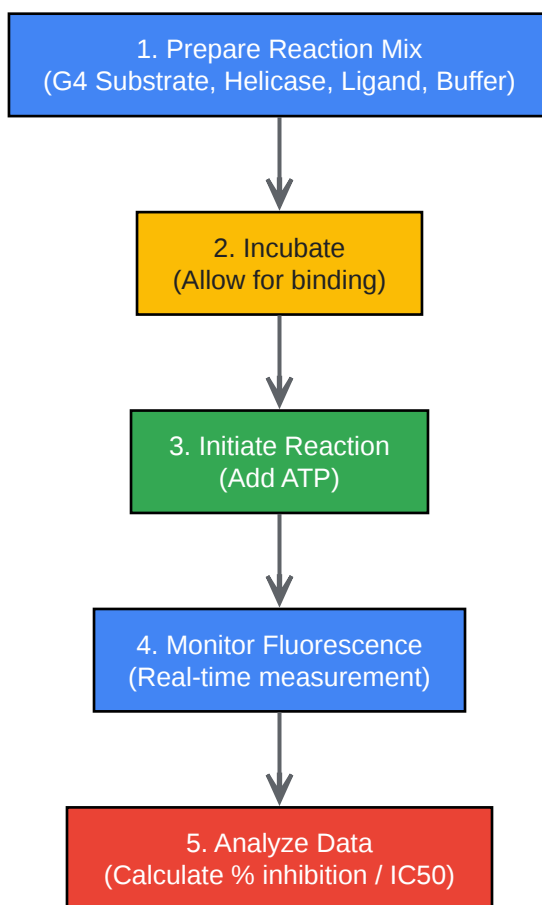 1. Prepare Reaction Mix
(G4 Substrate, Helicase, Ligand, Buffer)
2. Incubate
(Allow for binding)
3. Initiate Reaction
(Add ATP)
4. Monitor Fluorescence
(Real-time measurement)
5. Analyze Data
(Calculate % inhibition / IC50)